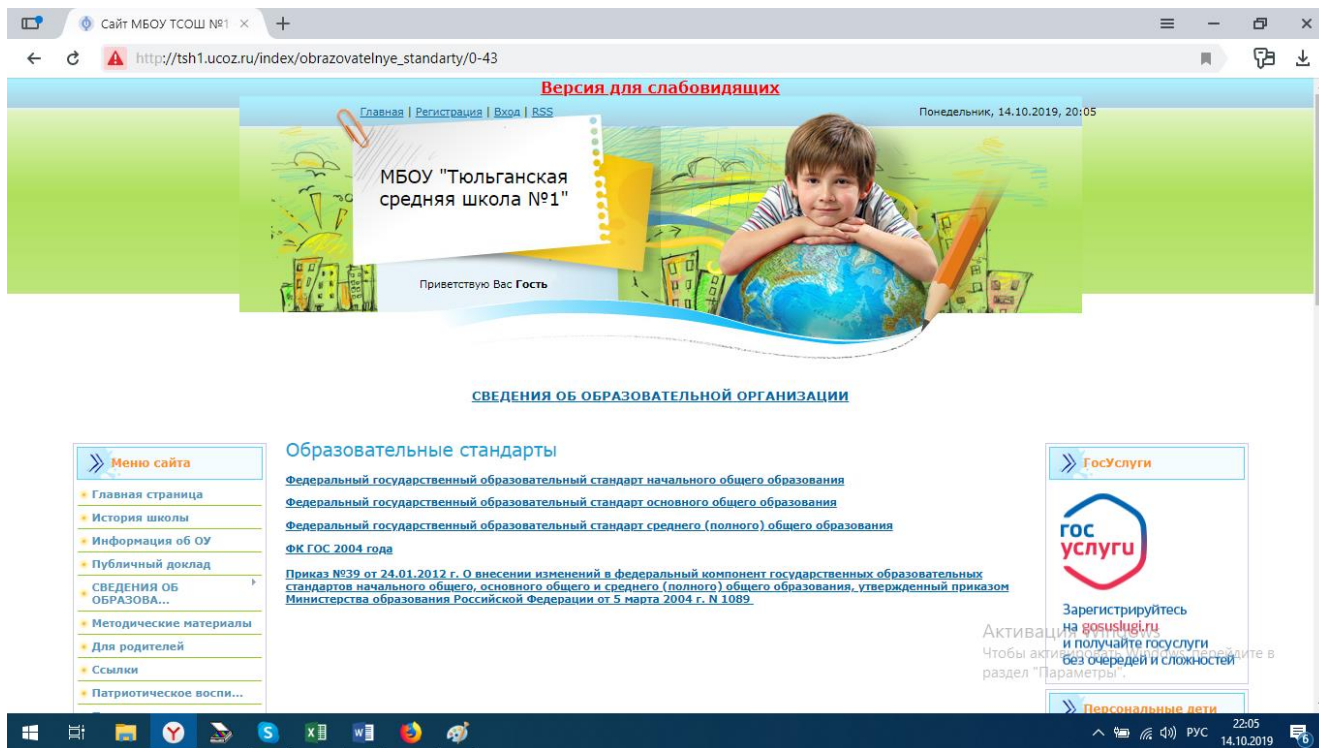 Сайт МБОУ ТСОШ №1
http://tsh1.ucoz.ru/index/obrazovatelnye_standarty/0-43
Версия для слабовидящих
Главная | Регистрация | Вход | RSS
Понедельник, 14.10.2019, 20:05
МБОУ "Тюльганская
средняя школа №1"
Приветствую Вас Гость
СВЕДЕНИЯ ОБ ОБРАЗОВАТЕЛЬНОЙ ОРГАНИЗАЦИИ
Меню сайта
Главная страница
История школы
Информация об ОУ
Публичный доклад
СВЕДЕНИЯ ОБ
ОБРАЗОВА...
Методические материалы
Для родителей
Ссылки
Патриотическое воспи...
Образовательные стандарты
Федеральный государственный образовательный стандарт начального общего образования
Федеральный государственный образовательный стандарт основного общего образования
Федеральный государственный образовательный стандарт среднего (полного) общего образования
ФК ГОС 2004 года
Приказ №39 от 24.01.2012 г. О внесении изменений в федеральный компонент государственных образовательных
стандартов начального общего, основного общего и среднего (полного) общего образования, утвержденный приказом
Министерства образования Российской Федерации от 5 марта 2004 г. N 1089
ГосУслуги
гос
услуги
Зарегистрируйтесь
на gosuslugi.ru
и получайте госуслуги
без очередей и сложностей
Персональные дети
Активация Windows
Чтобы активировать Windows, перейдите в
раздел "Параметры".
РУС
22:05
14.10.2019
6